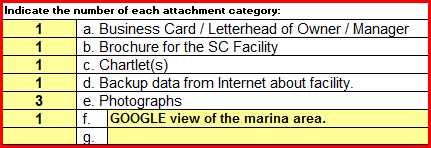 Indicate the number of each attachment category:
1 a. Business Card / Letterhead of Owner / Manager
1 b. Brochure for the SC Facility
1 c. Chartlet(s)
1 d. Backup data from Internet about facility.
3 e. Photographs
1 f. GOOGLE view of the marina area.
g.